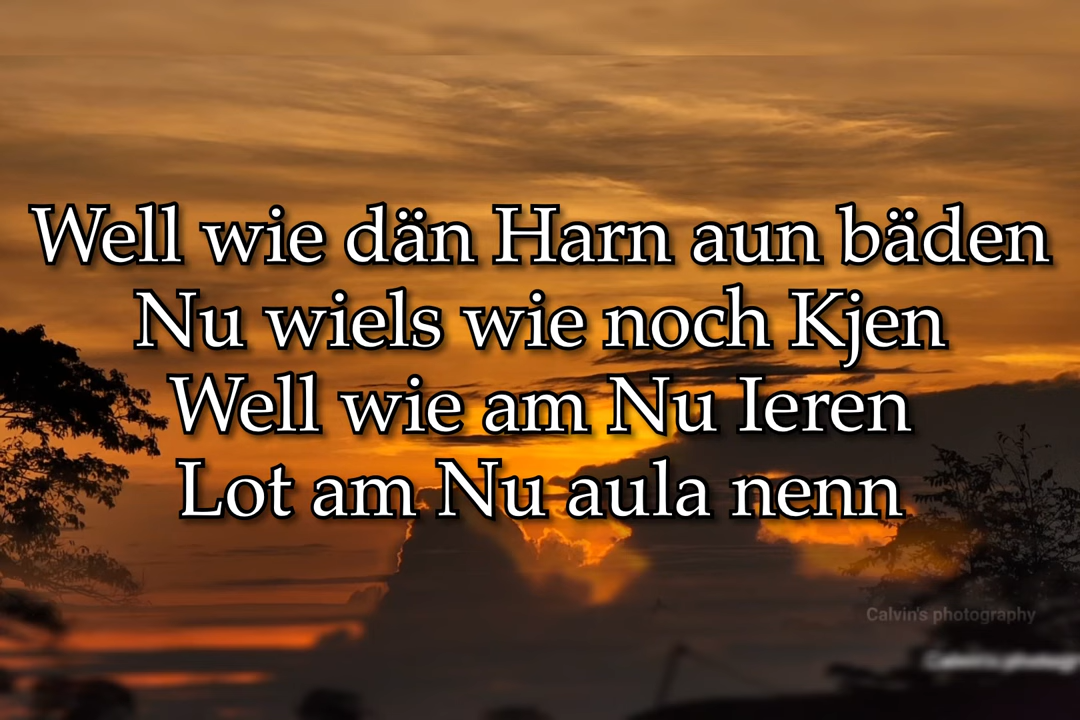 Well wie dän Harn aun bäden
Nu wiels wie noch Kjen
Well wie am Nu Ieren
Lot am Nu aula nenn
Calvin's photography